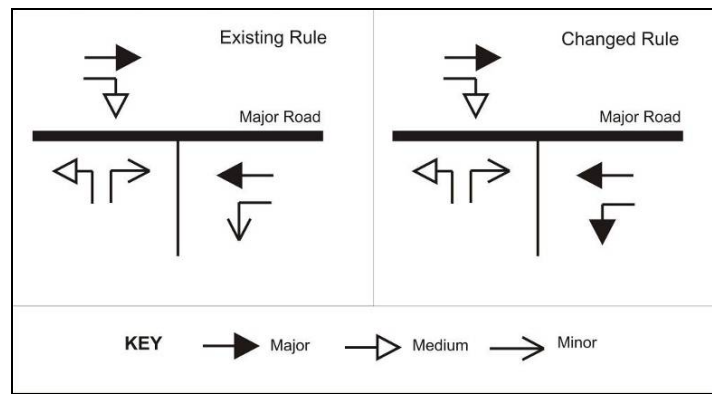 Existing Rule
Major Road
Changed Rule
Major Road
KEY
Major
Medium
Minor